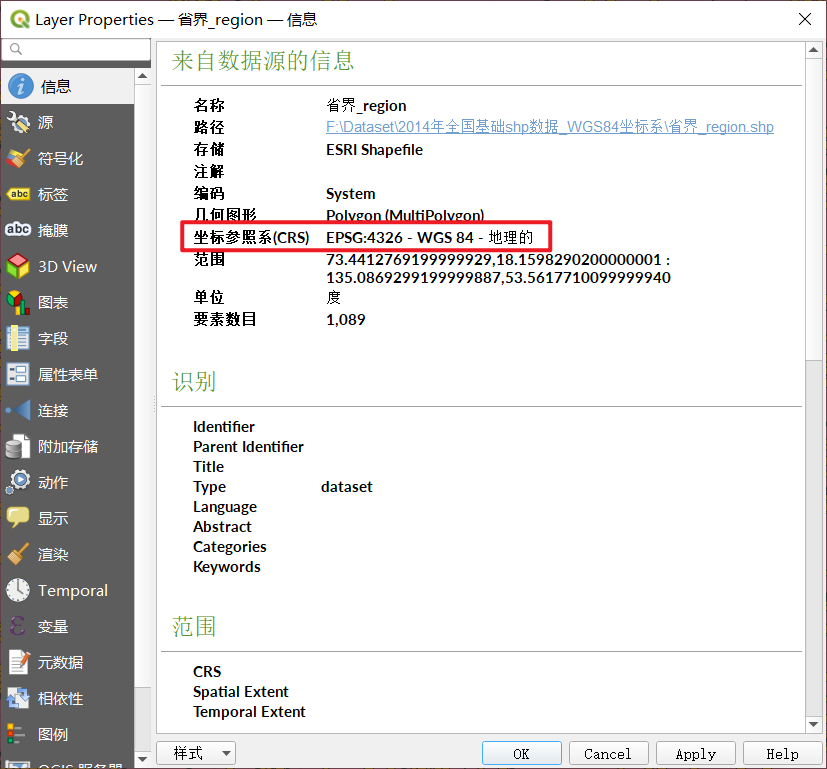 Layer Properties — 省界_region — 信息
信息
源
符号化
abc 标签
abc 掩膜
3D View
图表
字段
属性表单
连接
附加存储
动作
显示
渲染
Temporal
变量
元数据
相依性
图例
QGIS 服务器
来自数据源的信息
名称 省界_region
路径 F:\Dataset\2014年全国基础shp数据_WGS84坐标系\省界_region.shp
存储 ESRI Shapefile
注解
编码 System
几何图形 Polygon (MultiPolygon)
坐标参照系(CRS) EPSG:4326 - WGS 84 - 地理的
范围 73.4412769199999929,18.1598290200000001 :
135.0869299199999887,53.5617710099999940
单位 度
要素数目 1,089
识别
Identifier
Parent Identifier
Title
Type dataset
Language
Abstract
Categories
Keywords
范围
CRS
Spatial Extent
Temporal Extent
样式 OK Cancel Apply Help